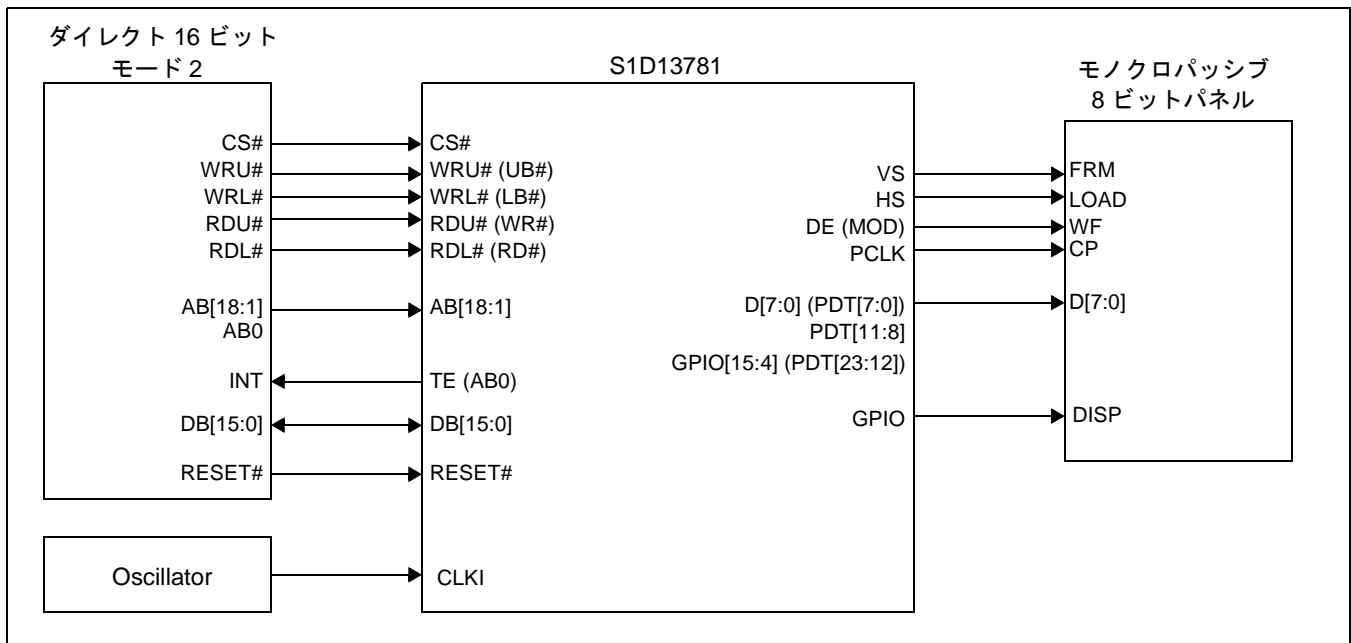 ダイレクト 16 ビット
モード 2
CS#
WRU#
WRL#
RDU#
RDL#
AB[18:1]
AB0
INT
DB[15:0]
RESET#
Oscillator
S1D13781
CS#
WRU# (UB#)
WRL# (LB#)
RDU# (WR#)
RDL# (RD#)
AB[18:1]
TE (AB0)
DB[15:0]
RESET#
CLKI
VS
HS
DE (MOD)
PCLK
D[7:0] (PDT[7:0])
PDT[11:8]
GPIO[15:4] (PDT[23:12])
GPIO
モノクロパッシブ
8 ビットパネル
FRM
LOAD
WF
CP
D[7:0]
DISP